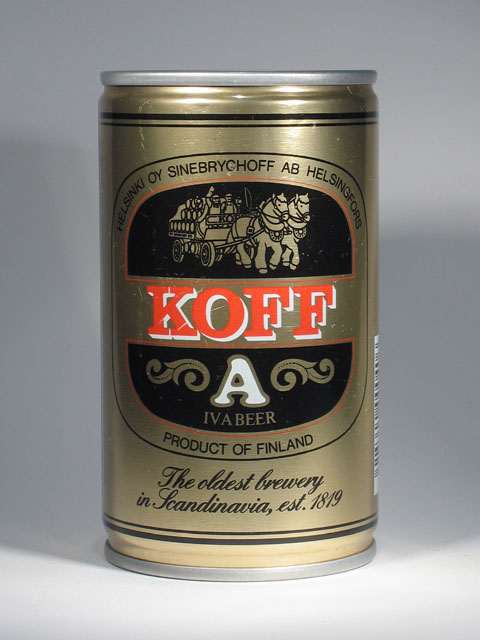 HELSINKI OY SINEBRYCHOFF AB HELSINGFORS
KOFF
A
IVA BEER
PRODUCT OF FINLAND
The oldest brewery
in Scandinavia, est. 1819